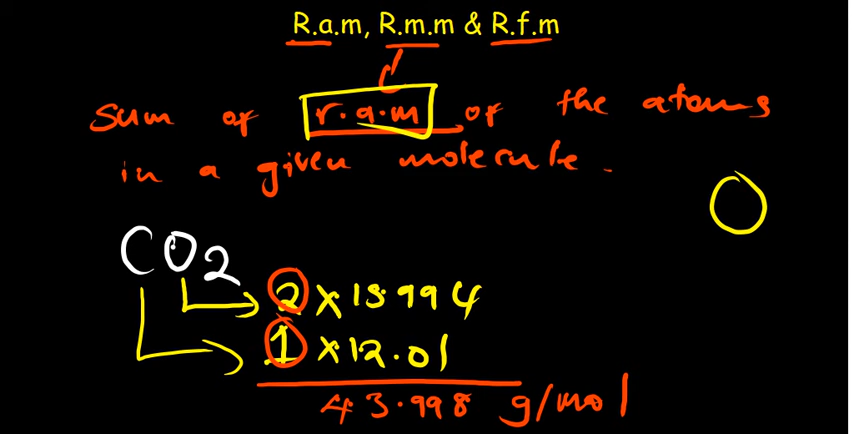 R.a.m, R.m.m & R.f.m
Sum of r.a.m of the atoms
in a given molecule.
CO2
2 × 15.994
1 × 12.01
43.998 g/mol